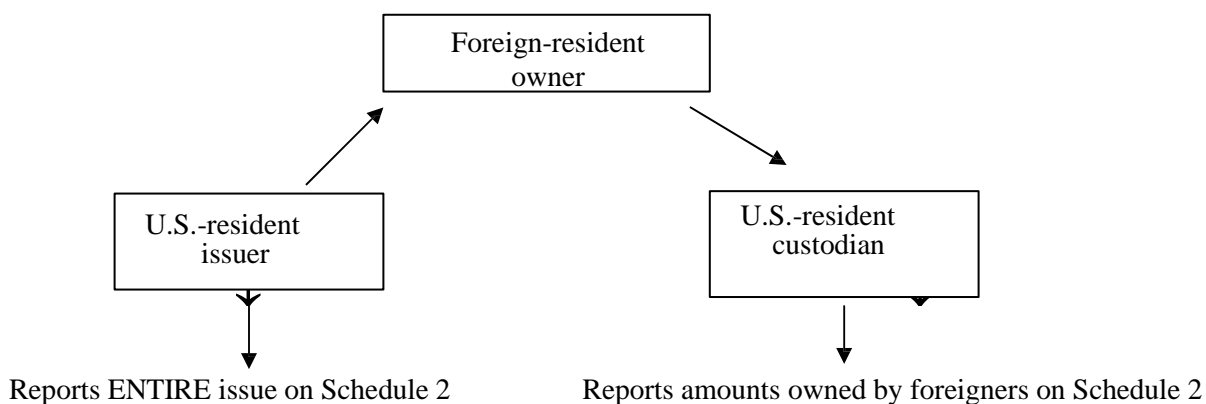 Foreign-resident
owner
U.S.-resident
issuer
U.S.-resident
custodian
Reports ENTIRE issue on Schedule 2
Reports amounts owned by foreigners on Schedule 2